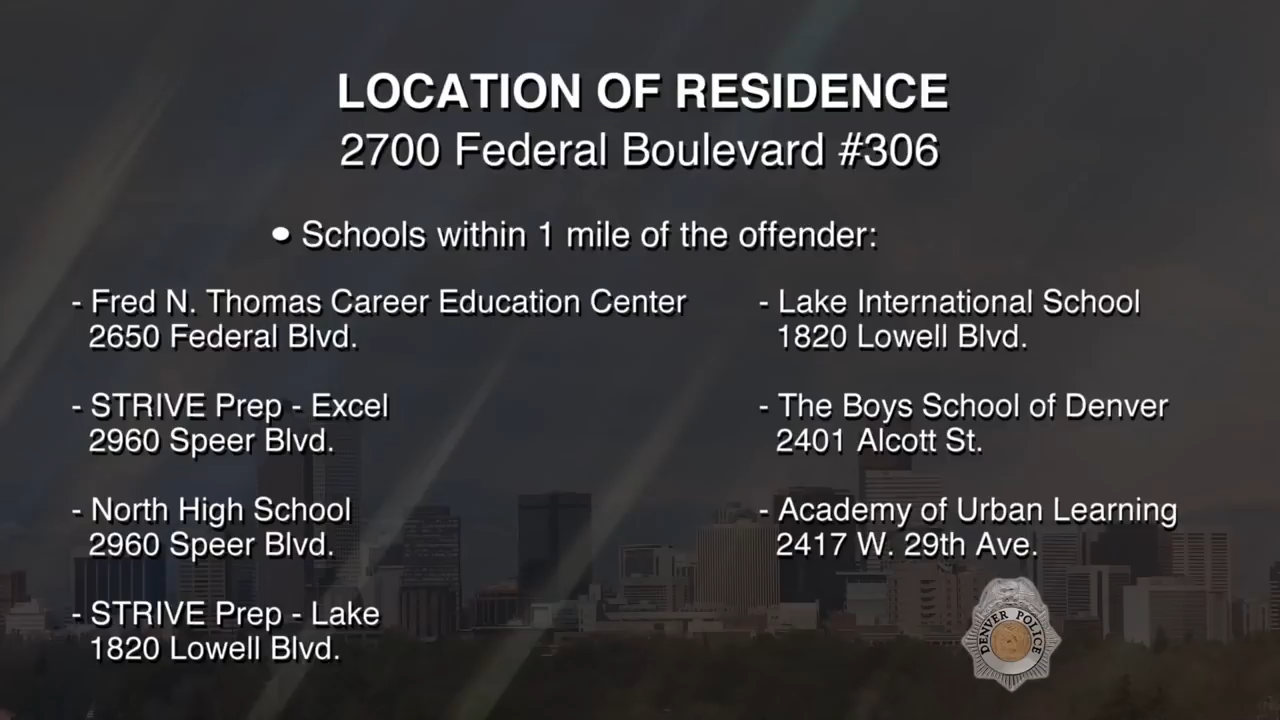 LOCATION OF RESIDENCE
2700 Federal Boulevard #306
• Schools within 1 mile of the offender:
- Fred N. Thomas Career Education Center
2650 Federal Blvd.
- STRIVE Prep - Excel
2960 Speer Blvd.
- North High School
2960 Speer Blvd.
- STRIVE Prep - Lake
1820 Lowell Blvd.
- Lake International School
1820 Lowell Blvd.
- The Boys School of Denver
2401 Alcott St.
- Academy of Urban Learning
2417 W. 29th Ave.
DENVER POLICE